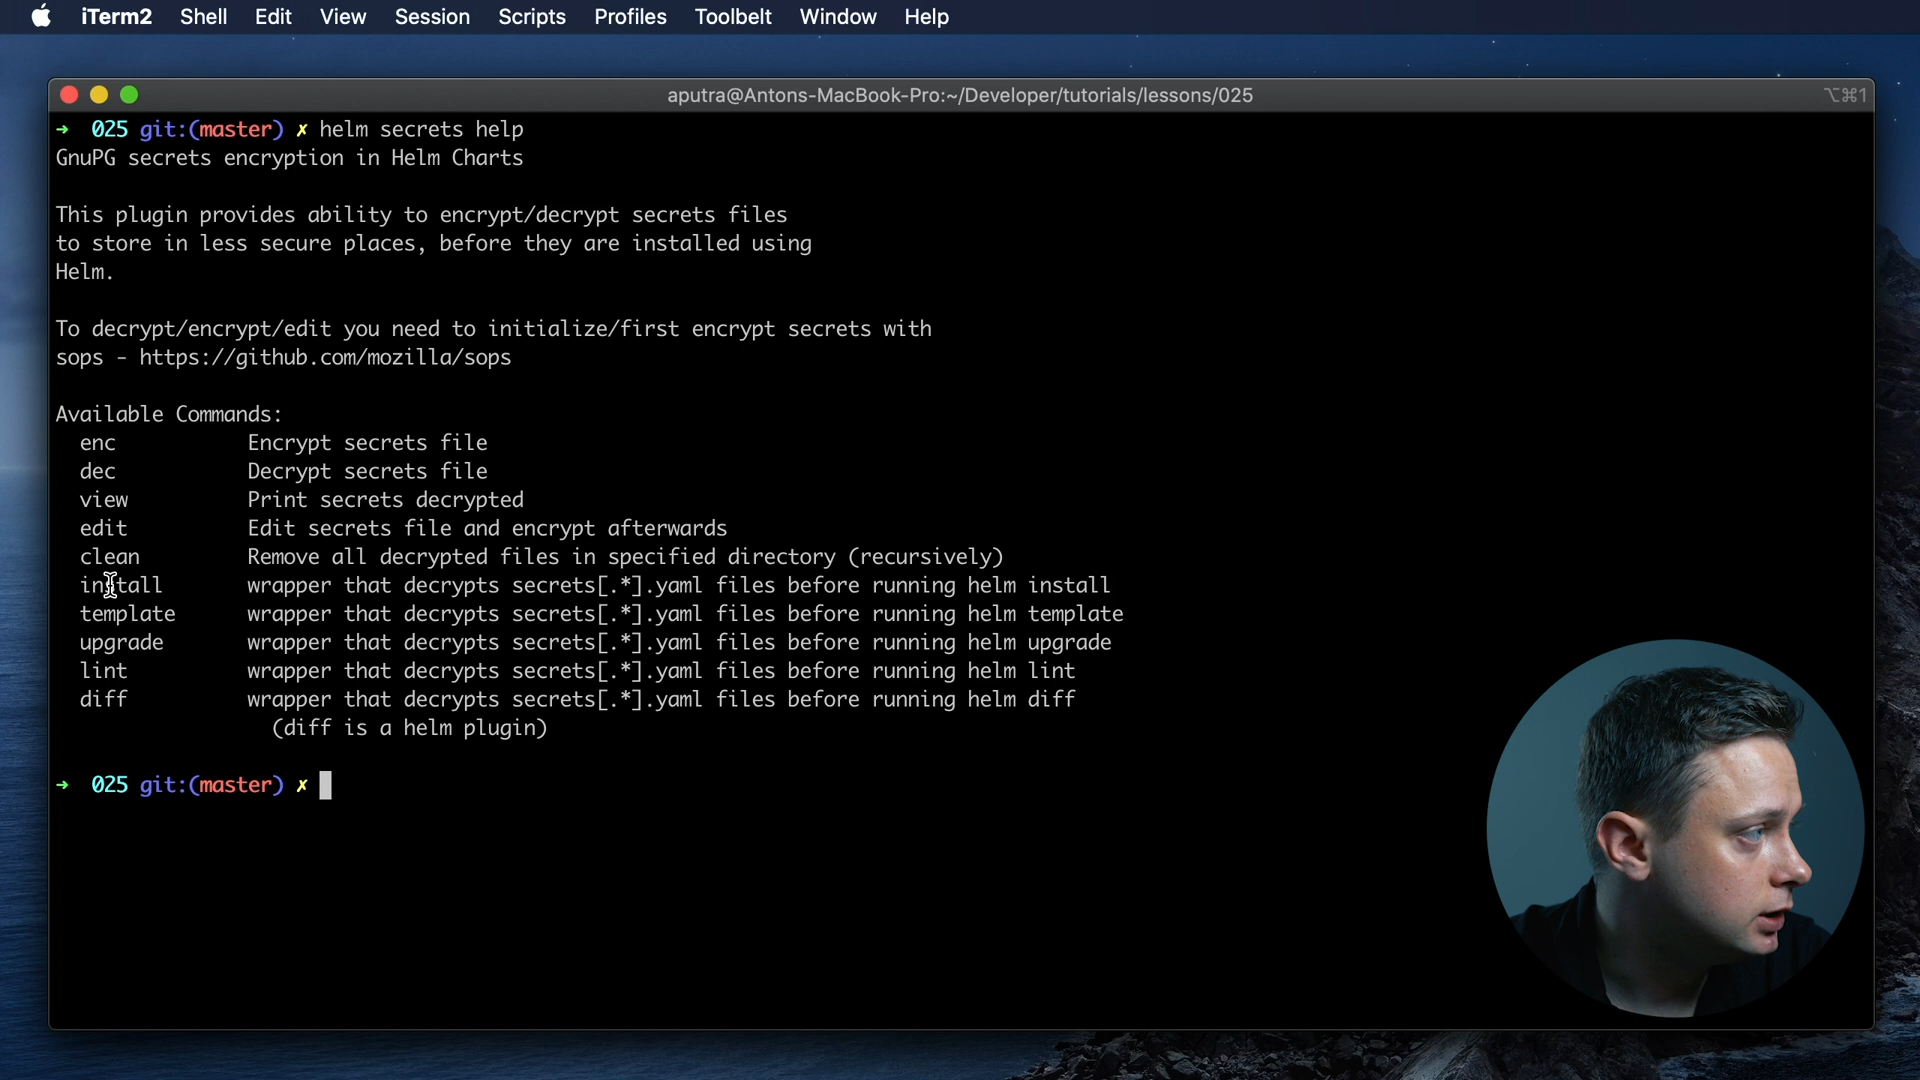 iTerm2 Shell Edit View Session Scripts Profiles Toolbelt Window Help
aputra@Antons-MacBook-Pro:~/Developer/tutorials/lessons/025 ⌥⌘1
➜ 025 git:(master) ✗ helm secrets help
GnuPG secrets encryption in Helm Charts
This plugin provides ability to encrypt/decrypt secrets files
to store in less secure places, before they are installed using
Helm.
To decrypt/encrypt/edit you need to initialize/first encrypt secrets with
sops - https://github.com/mozilla/sops
Available Commands:
enc Encrypt secrets file
dec Decrypt secrets file
view Print secrets decrypted
edit Edit secrets file and encrypt afterwards
clean Remove all decrypted files in specified directory (recursively)
install wrapper that decrypts secrets[.*].yaml files before running helm install
template wrapper that decrypts secrets[.*].yaml files before running helm template
upgrade wrapper that decrypts secrets[.*].yaml files before running helm upgrade
lint wrapper that decrypts secrets[.*].yaml files before running helm lint
diff wrapper that decrypts secrets[.*].yaml files before running helm diff
(diff is a helm plugin)
➜ 025 git:(master) ✗